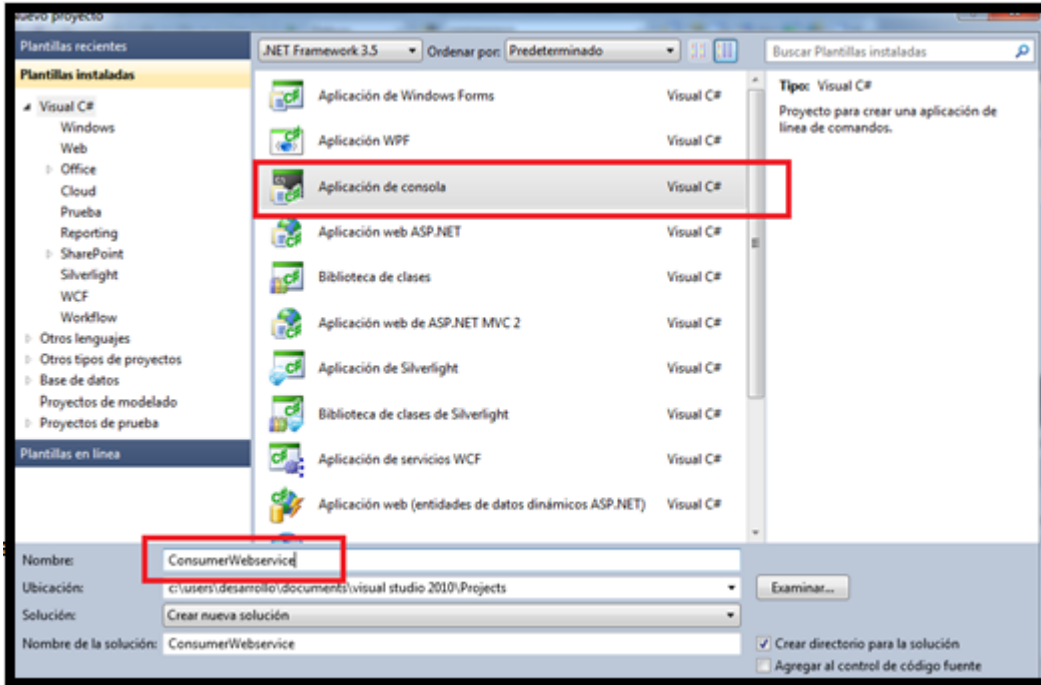 Nuevo proyecto
Plantillas recientes
.NET Framework 3.5
Ordenar por: Predeterminado
Buscar Plantillas instaladas
Plantillas instaladas
Visual C#
Windows
Web
Office
Cloud
Prueba
Reporting
SharePoint
Silverlight
WCF
Workflow
Otros lenguajes
Otros tipos de proyectos
Base de datos
Proyectos de modelado
Proyectos de prueba
Plantillas en línea
Aplicación de Windows Forms Visual C#
Aplicación WPF Visual C#
Aplicación de consola Visual C#
Aplicación web ASP.NET Visual C#
Biblioteca de clases Visual C#
Aplicación web de ASP.NET MVC 2 Visual C#
Aplicación de Silverlight Visual C#
Biblioteca de clases de Silverlight Visual C#
Aplicación de servicios WCF Visual C#
Aplicación web (entidades de datos dinámicos ASP.NET) Visual C#
Tipo: Visual C#
Proyecto para crear una aplicación de
línea de comandos.
Nombre: ConsumerWebservice
Ubicación: c:\users\desarrollo\documents\visual studio 2010\Projects
Examinar...
Solución: Crear nueva solución
Nombre de la solución: ConsumerWebservice
Crear directorio para la solución
Agregar al control de código fuente